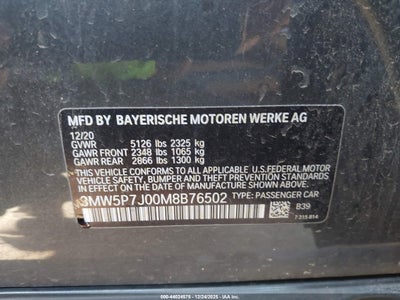 MFD BY BAYERISCHE MOTOREN WERKE AG
12/20
GVWR 5126 lbs 2325 kg
GAWR FRONT 2348 lbs 1065 kg
GAWR REAR 2866 lbs 1300 kg
THIS VEHICLE CONFORMS TO ALL APPLICABLE U.S.FEDERAL MOTOR
VEHICLE SAFETY, BUMPER, AND THEFT PREVENTION STANDARDS
IN EFFECT ON THE DATE OF MANUFACTURE SHOWN ABOVE.
3MW5P7J00M8B76502 TYPE: PASSENGER CAR
B39
7 215 814
000-44034575 - 12/24/2025 - IAA